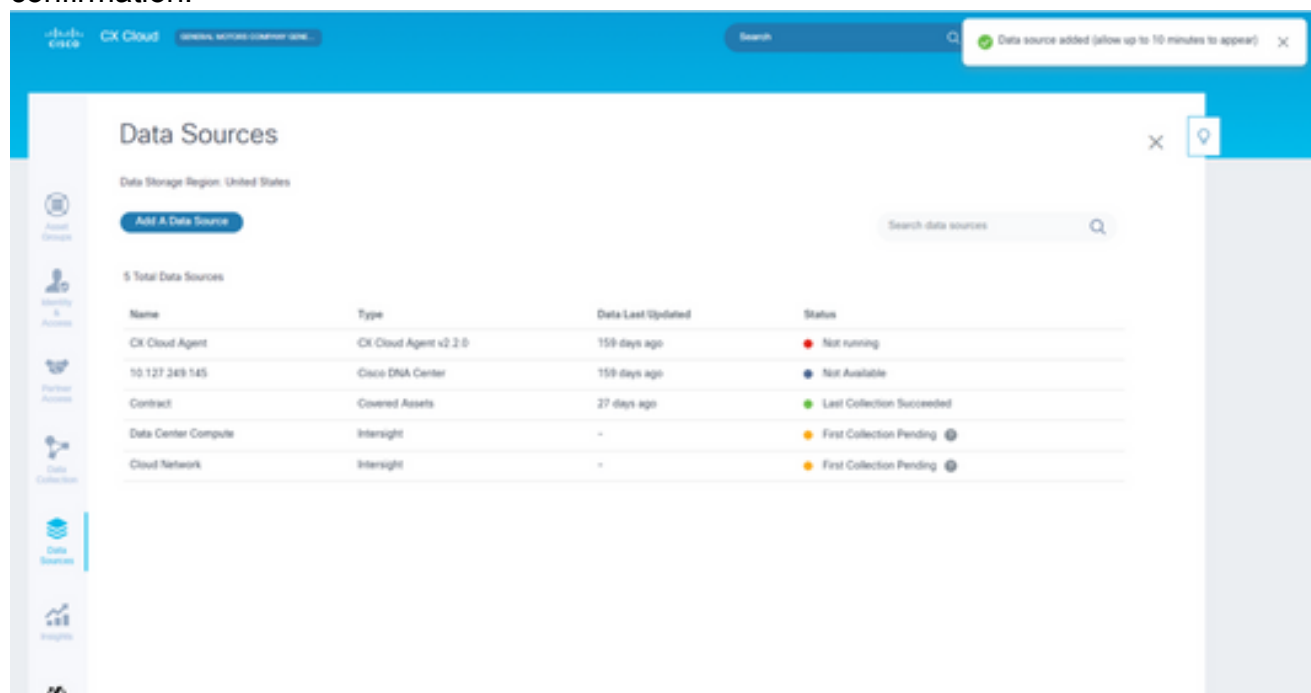 confirmation.
cisco CX Cloud GENERAL MOTORS COMPANY GENE... Search Data source added (allow up to 10 minutes to appear)
Data Sources
Data Storage Region: United States
Add A Data Source Search data sources
5 Total Data Sources
Name Type Data Last Updated Status
CX Cloud Agent CX Cloud Agent v2.2.0 159 days ago Not running
10.127.249.145 Cisco DNA Center 159 days ago Not Available
Contract Covered Assets 27 days ago Last Collection Succeeded
Data Center Compute Intersight - First Collection Pending
Cloud Network Intersight - First Collection Pending
Asset
Groups
Identity
&
Access
Partner
Access
Data
Collection
Data
Sources
Insights